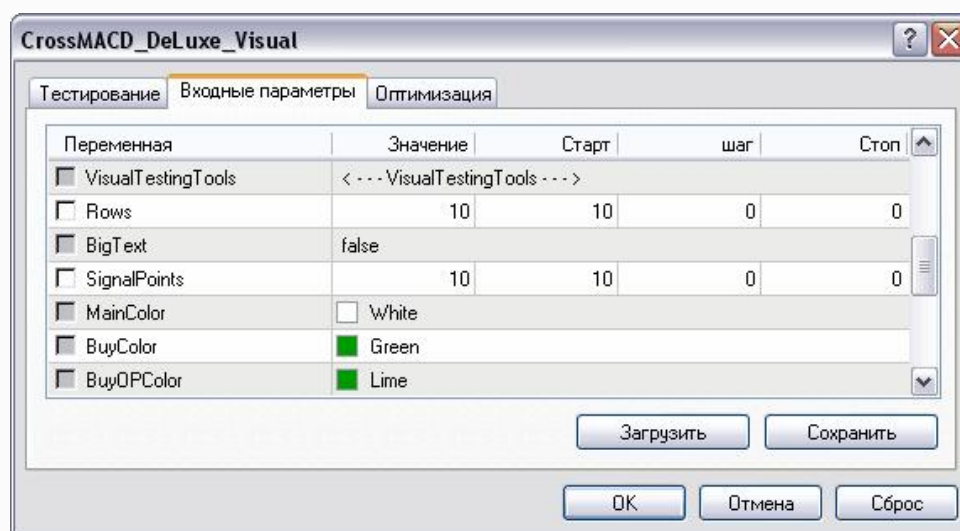 CrossMACD_DeLuxe_Visual
Тестирование Входные параметры Оптимизация
Переменная Значение Старт шаг Стоп
VisualTestingTools < - - - VisualTestingTools - - - >
Rows 10 10 0 0
BigText false
SignalPoints 10 10 0 0
MainColor White
BuyColor Green
BuyOPColor Lime
Загрузить Сохранить
OK Отмена Сброс